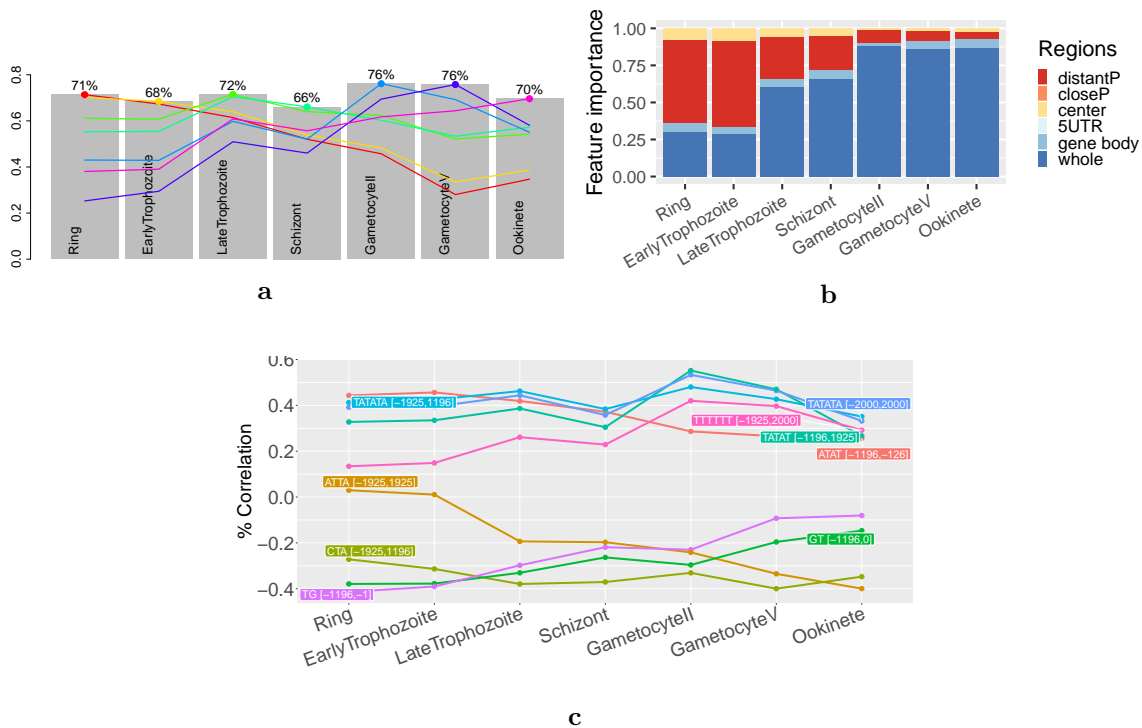 0.8
0.6
0.4
0.2
0.0
71%
68%
72%
66%
76%
76%
70%
Ring
EarlyTrophozoite
LateTrophozoite
Schizont
GametocyteII
GametocyteV
Ookinete
a
Feature importance
1.00
0.75
0.50
0.25
0.00
Ring
EarlyTrophozoite
LateTrophozoite
Schizont
GametocyteII
GametocyteV
Ookinete
Regions
distantP
closeP
center
5UTR
gene body
whole
b
% Correlation
0.6
0.4
0.2
0.0
−0.2
−0.4
TATATA [−1925,1196]
TATATA [−2000,2000]
TTTTTT [−1925,2000]
TATAT [−1196,1925]
ATAT [−1196,−126]
ATTA [−1925,1925]
CTA [−1925,1196]
GT [−1196,0]
TG [−1196,−1]
Ring
EarlyTrophozoite
LateTrophozoite
Schizont
GametocyteII
GametocyteV
Ookinete
c